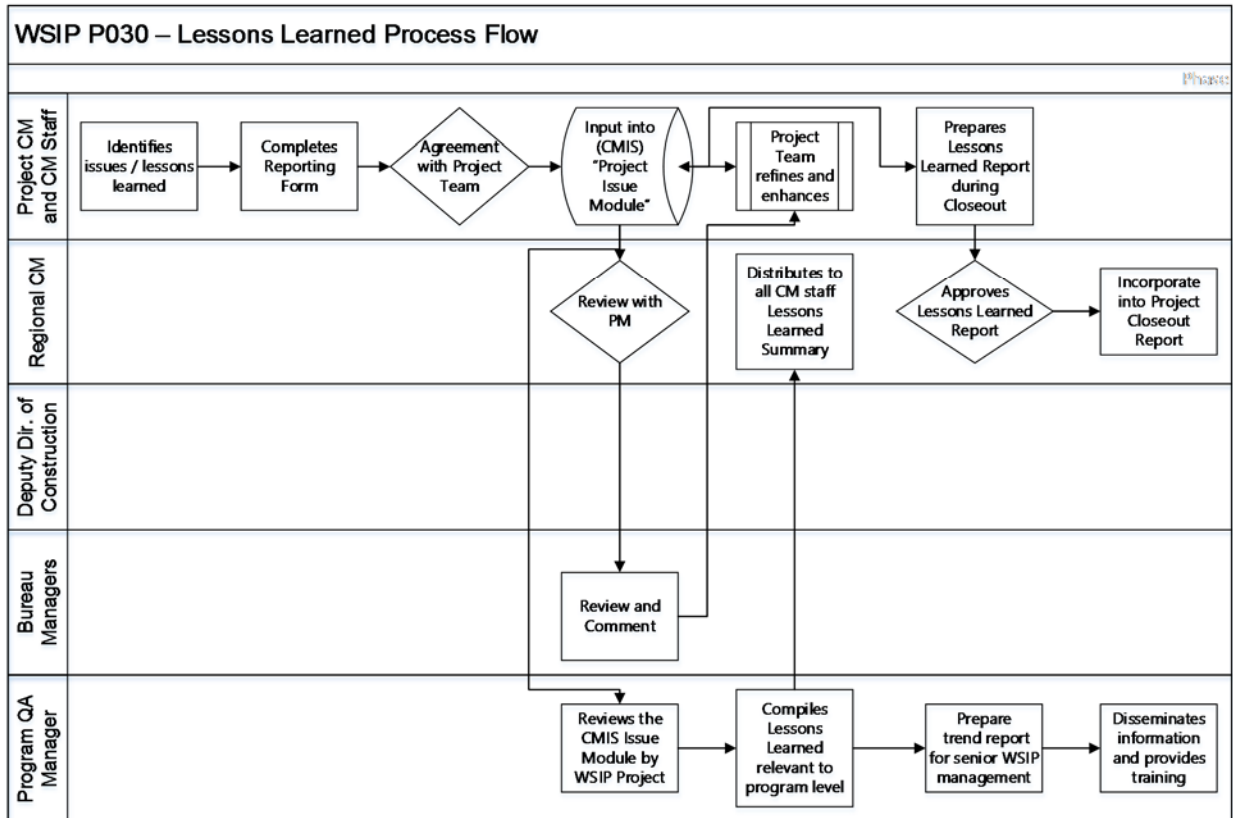 WSIP P030 – Lessons Learned Process Flow
Phase
Project CM
and CM Staff
Identifies
issues / lessons
learned
Completes
Reporting
Form
Agreement
with Project
Team
Input into
(CMIS)
“Project
Issue
Module”
Project
Team
refines and
enhances
Prepares
Lessons
Learned Report
during
Closeout
Regional CM
Review with
PM
Distributes to
all CM staff
Lessons
Learned
Summary
Approves
Lessons Learned
Report
Incorporate
into Project
Closeout
Report
Deputy Dir. of
Construction
Bureau
Managers
Review and
Comment
Program QA
Manager
Reviews the
CMIS Issue
Module by
WSIP Project
Compiles
Lessons
Learned
relevant to
program level
Prepare
trend report
for senior WSIP
management
Disseminates
information
and provides
training